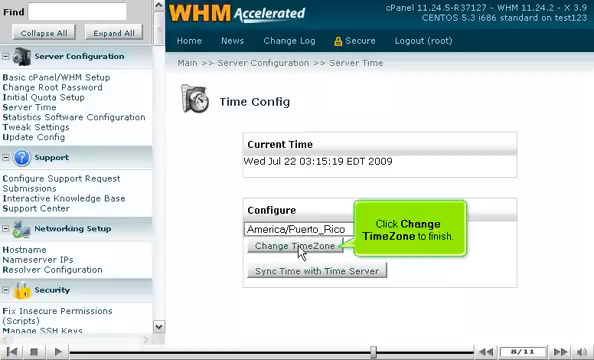 Find
Collapse All
Expand All
Server Configuration
Basic cPanel/WHM Setup
Change Root Password
Initial Quota Setup
Server Time
Statistics Software Configuration
Tweak Settings
Update Config
Support
Configure Support Request
Submissions
Interactive Knowledge Base
Support Center
Networking Setup
Hostname
Nameserver IPs
Resolver Configuration
Security
Fix Insecure Permissions
(Scripts)
Manage SSH Keys
WHM Accelerated
cPanel 11.24.5-R37127 - WHM 11.24.2 - X 3.9
CENTOS 5.3 i686 standard on test123
Home News Change Log Secure Logout (root)
Main >> Server Configuration >> Server Time
Time Config
Current Time
Wed Jul 22 03:15:19 EDT 2009
Configure
America/Puerto_Rico
Change TimeZone
Sync Time with Time Server
Click Change
TimeZone to finish.
8/11